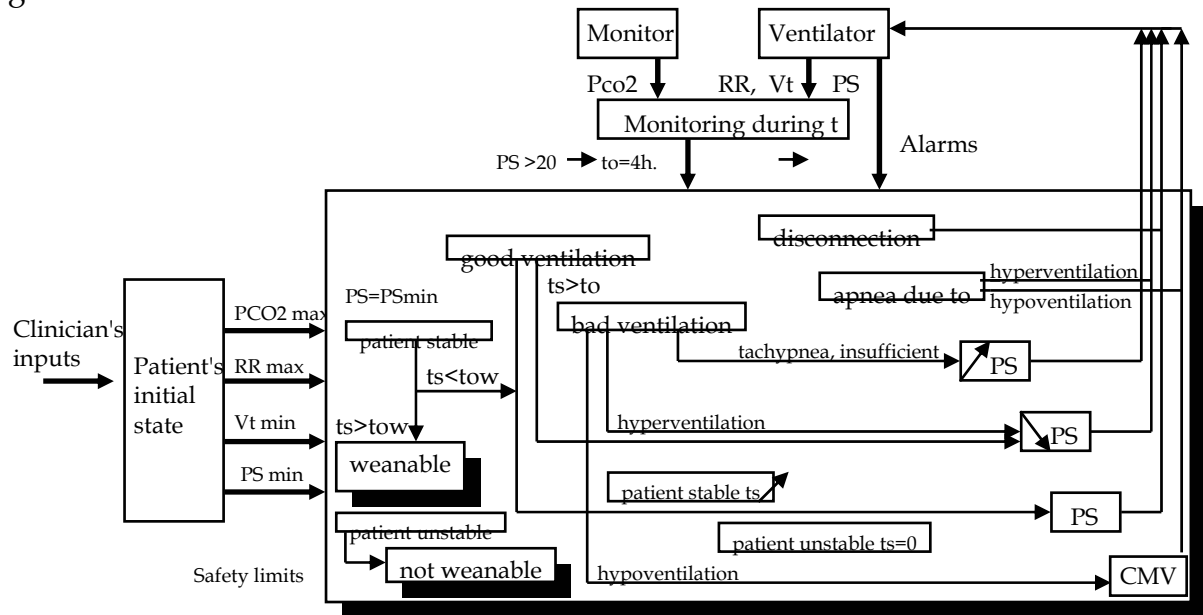 g
Monitor
Ventilator
Pco2
RR, Vt
PS
Monitoring during t
PS >20
to=4h.
Alarms
disconnection
good ventilation
ts>to
hyperventilation
apnea due to
hypoventilation
PS=PSmin
bad ventilation
PCO2 max
patient stable
Clinician's
inputs
Patient's
initial
state
RR max
ts<tow
tachypnea, insufficient
PS
Vt min
ts>tow
hyperventilation
PS
weanable
PS min
patient stable ts
PS
patient unstable
patient unstable ts=0
Safety limits
not weanable
hypoventilation
CMV